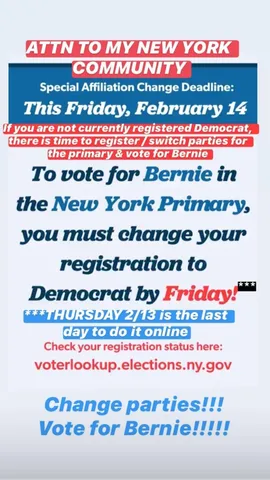 ATTN TO MY NEW YORK
COMMUNITY
Special Affiliation Change Deadline:
This Friday, February 14
If you are not currently registered Democrat,
there is time to register / switch parties for
the primary & vote for Bernie
To vote for Bernie in
the New York Primary,
you must change your
registration to
Democrat by Friday!***
***THURSDAY 2/13 is the last
day to do it online
Check your registration status here:
voterlookup.elections.ny.gov
Change parties!!!
Vote for Bernie!!!!!